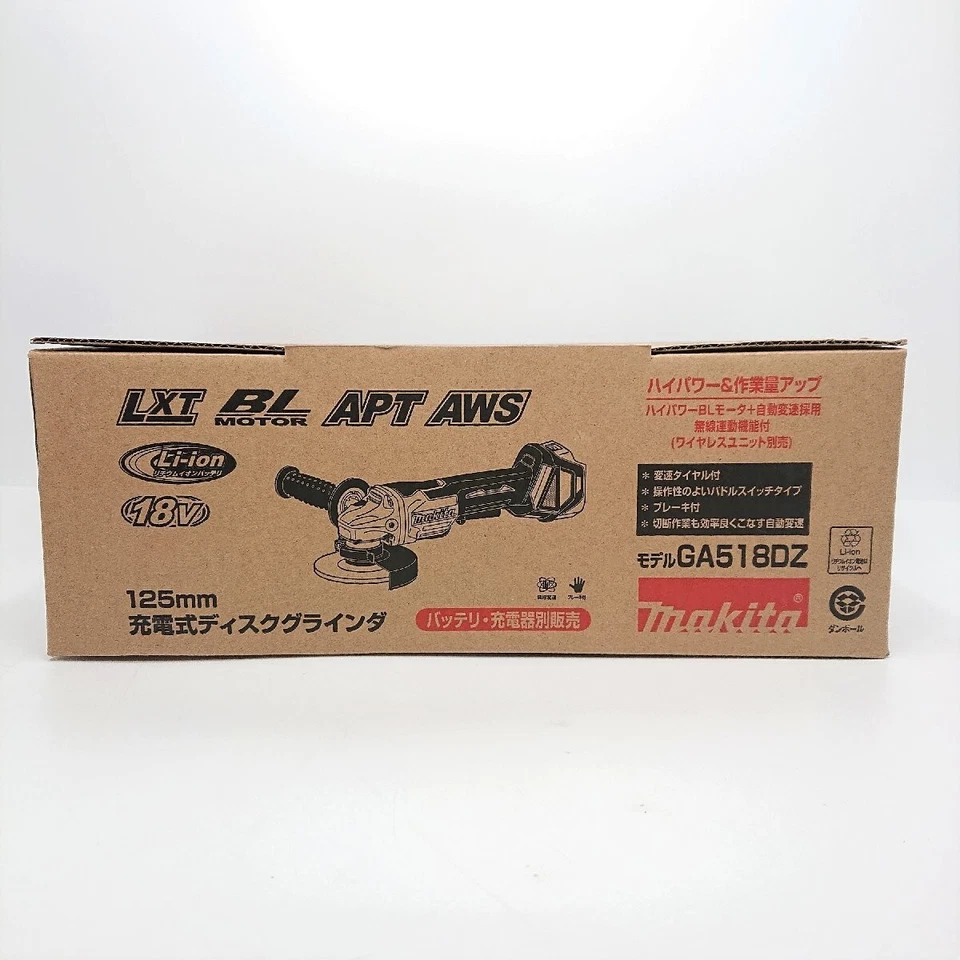 LXT BL MOTOR APT AWS
Li-ion
リチウムイオンバッテリ
18V
125mm
充電式ディスクグラインダ
makita
バッテリ・充電器別販売
ハイパワー&作業量アップ
ハイパワーBLモータ+自動変速採用
無線連動機能付
(ワイヤレスユニット別売)
* 変速ダイヤル付
* 操作性のよいパドルスイッチタイプ
* ブレーキ付
* 切断作業も効率良くこなす自動変速
モデルGA518DZ
makita®
Li-ion
ダンボール